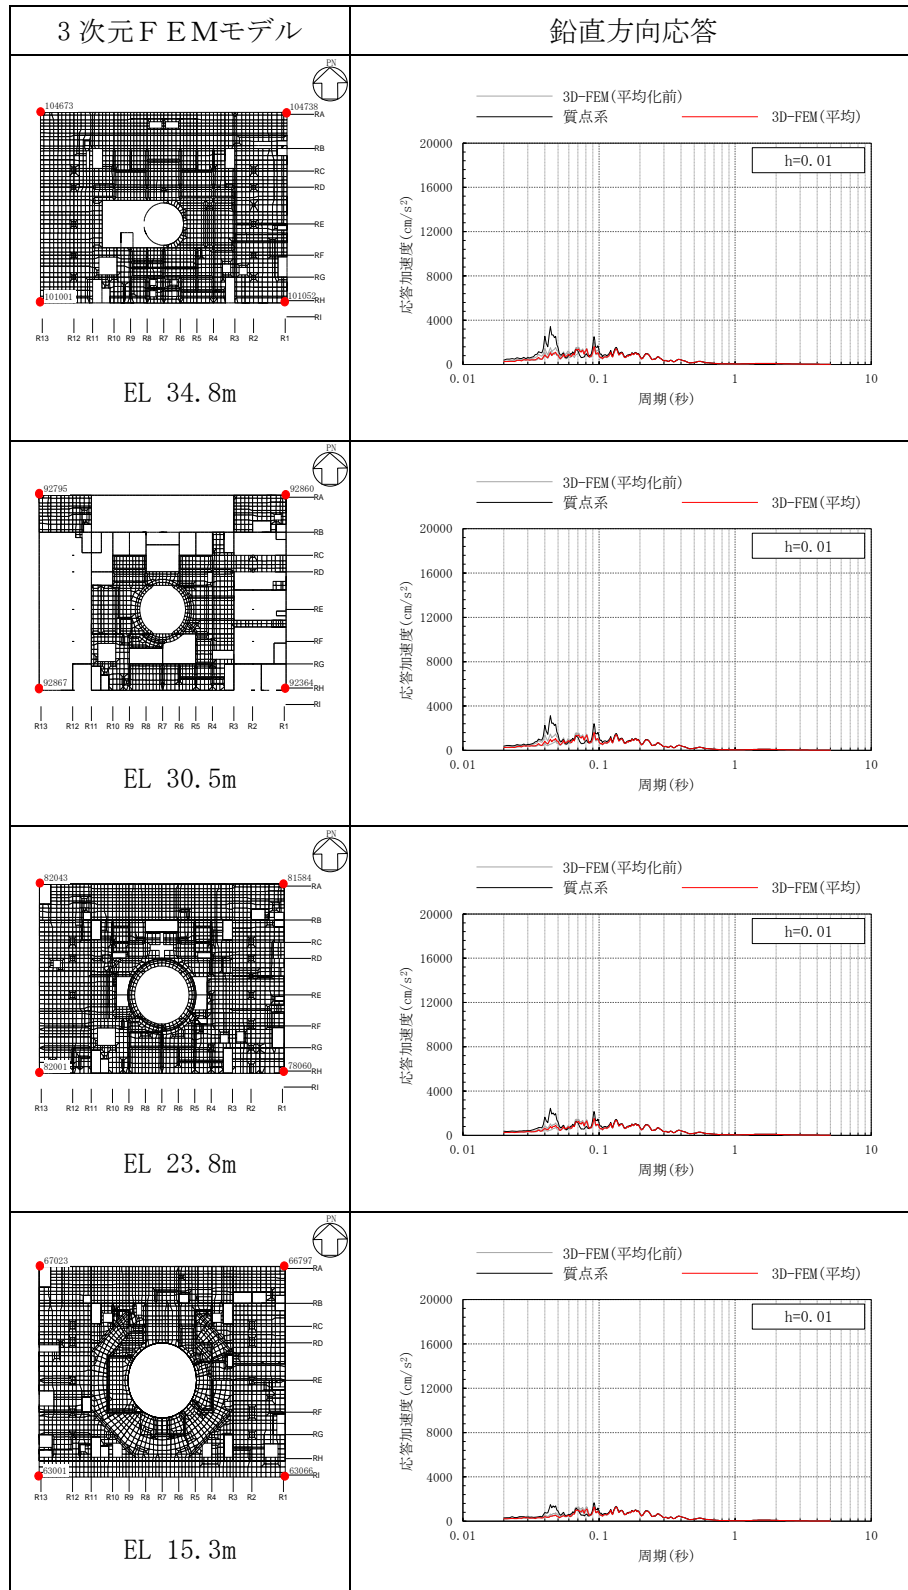 3次元FEMモデル
鉛直方向応答
PN
104673
104738
RA
RB
RC
RD
RE
RF
RG
101001
101052
RH
RI
R13 R12 R11 R10 R9 R8 R7 R6 R5 R4 R3 R2 R1
EL 34.8m
3D-FEM(平均化前)
質点系
3D-FEM(平均)
h=0.01
応答加速度(cm/s²)
20000
16000
12000
8000
4000
0
0.01 0.1 1 10
周期(秒)
PN
92795
92860
RA
RB
RC
RD
RE
RF
RG
92867
92364
RH
RI
R13 R12 R11 R10 R9 R8 R7 R6 R5 R4 R3 R2 R1
EL 30.5m
3D-FEM(平均化前)
質点系
3D-FEM(平均)
h=0.01
応答加速度(cm/s²)
20000
16000
12000
8000
4000
0
0.01 0.1 1 10
周期(秒)
PN
82043
81584
RA
RB
RC
RD
RE
RF
RG
82001
78060
RH
RI
R13 R12 R11 R10 R9 R8 R7 R6 R5 R4 R3 R2 R1
EL 23.8m
3D-FEM(平均化前)
質点系
3D-FEM(平均)
h=0.01
応答加速度(cm/s²)
20000
16000
12000
8000
4000
0
0.01 0.1 1 10
周期(秒)
PN
67023
66797
RA
RB
RC
RD
RE
RF
RG
RH
63001
63066
RI
R13 R12 R11 R10 R9 R8 R7 R6 R5 R4 R3 R2 R1
EL 15.3m
3D-FEM(平均化前)
質点系
3D-FEM(平均)
h=0.01
応答加速度(cm/s²)
20000
16000
12000
8000
4000
0
0.01 0.1 1 10
周期(秒)